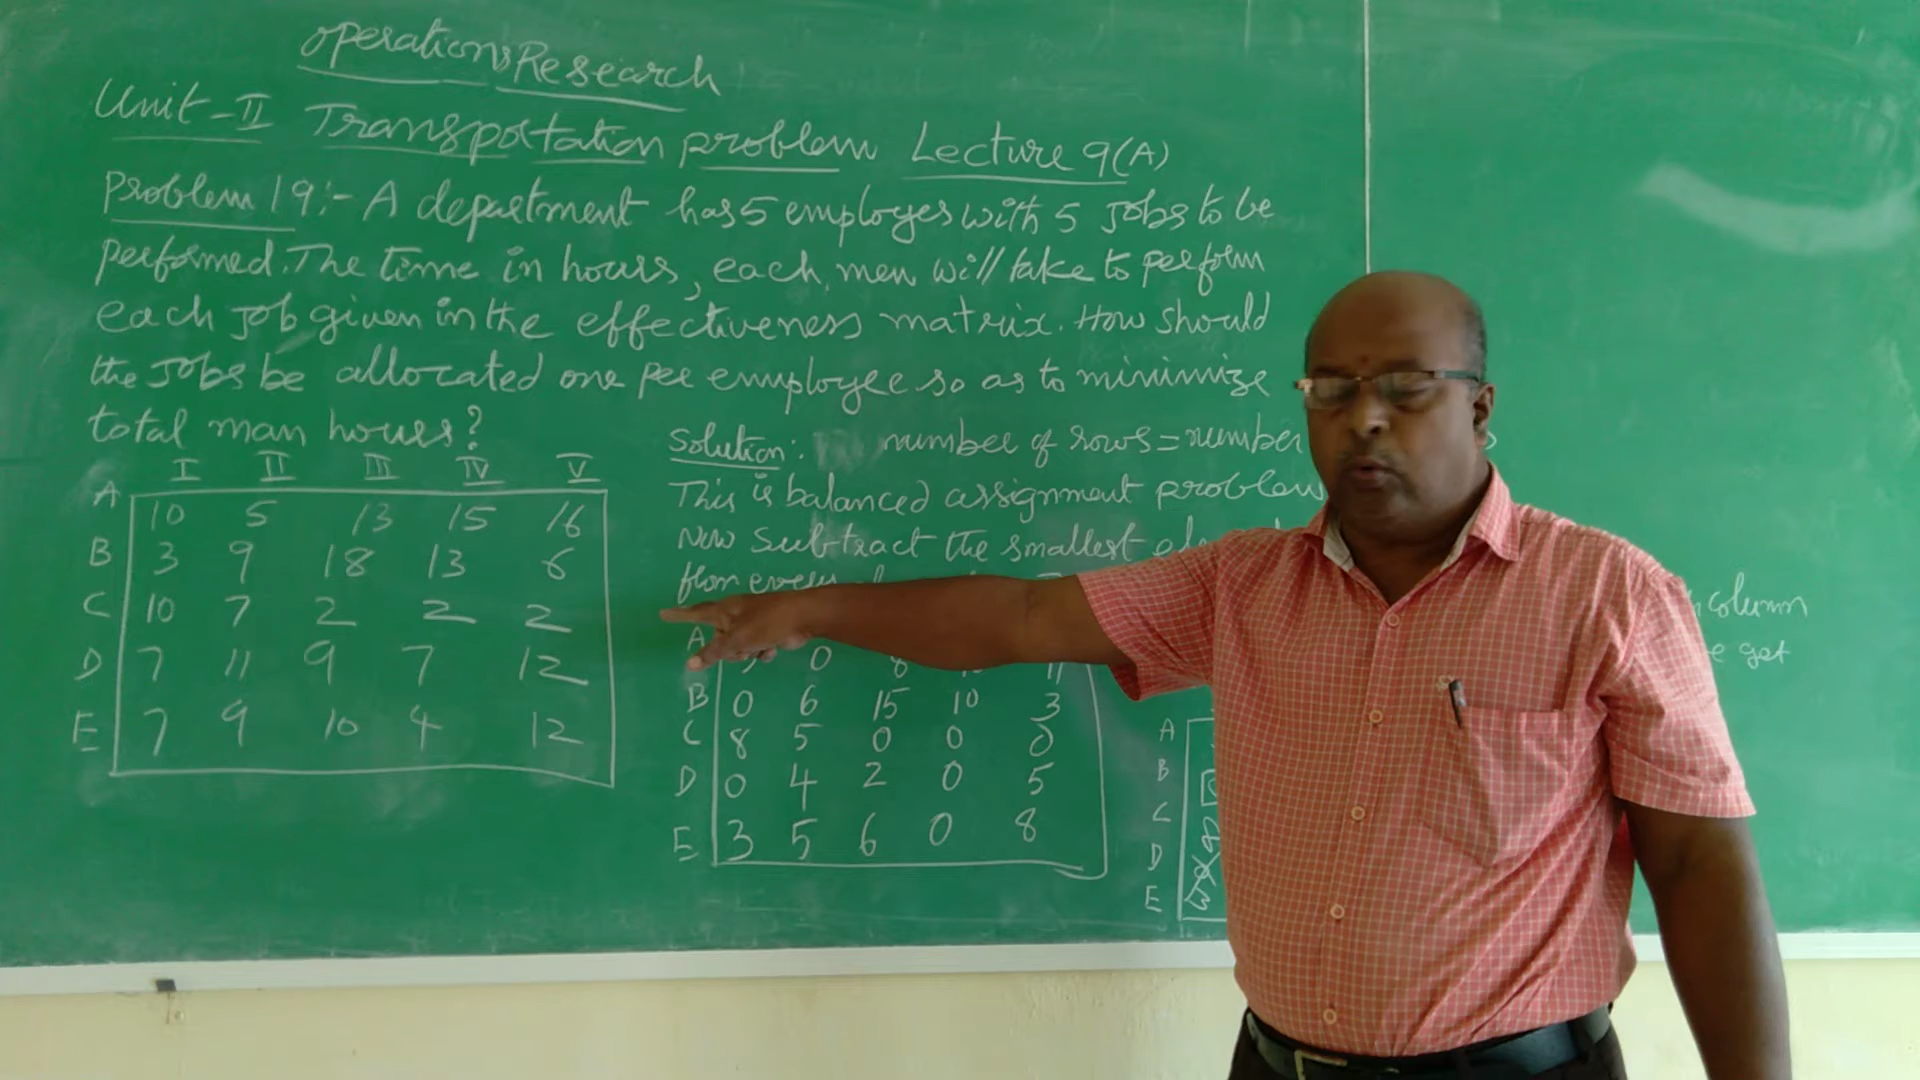 Operations Research
Unit-II Transpotation problem Lecture 9(A)
Problem 19:- A department has 5 employes with 5 Jobs to be
performed. The time in hours, each men will take to perform
each job given in the effectiveness matrix. How should
the Jobs be allocated one per employee so as to minimize
total man hours?
I II III IV V
A 10 5 13 15 16
B 3 9 18 13 6
C 10 7 2 2 2
D 7 11 9 7 12
E 7 9 10 4 12
Solution: number of rows = number
This is balanced assignment problem
Now Subtract the smallest
from every
A 0 8 11
B 0 6 15 10 3
C 8 5 0 0 0
D 0 4 2 0 5
E 3 5 6 0 8
column
get
A
B
C
D
E